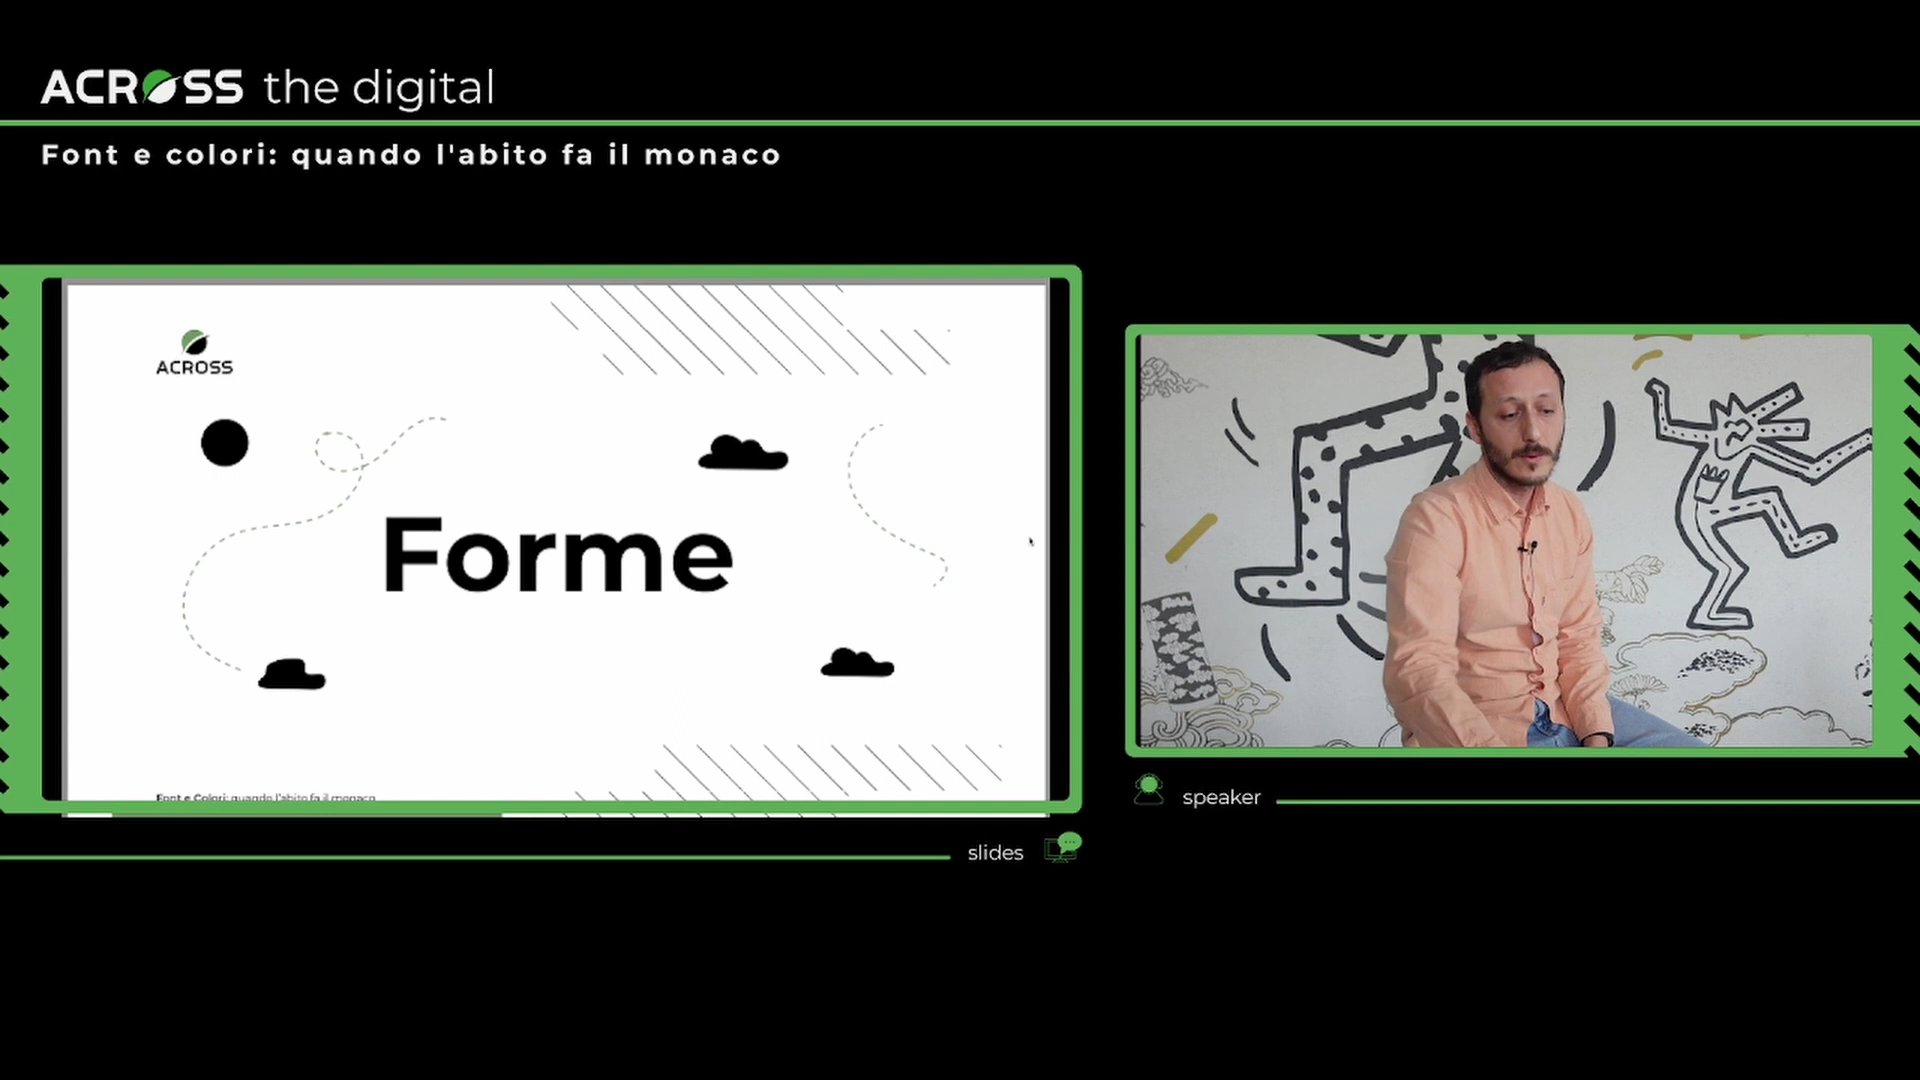 ACROSS the digital
Font e colori: quando l'abito fa il monaco
ACROSS
Forme
Font e Colori: quando l'abito fa il monaco
slides
speaker